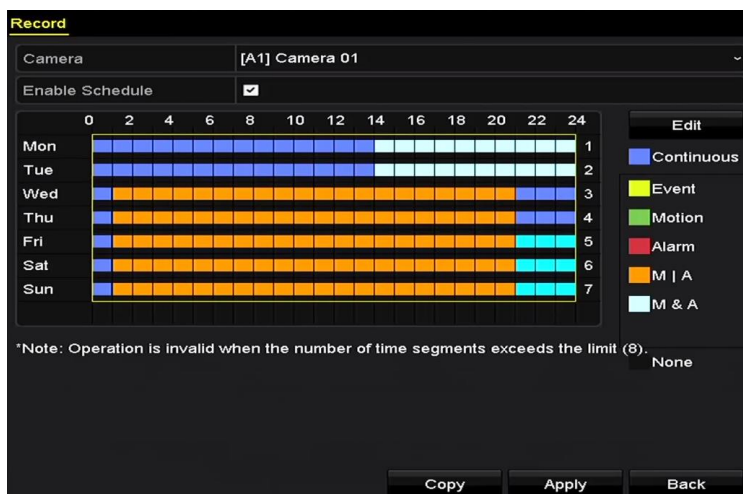 Record
Camera [A1] Camera 01
Enable Schedule
0 2 4 6 8 10 12 14 16 18 20 22 24
Edit
Mon 1
Continuous
Tue 2
Wed 3
Event
Thu 4
Motion
Fri 5
Alarm
Sat 6
M | A
Sun 7
M & A
*Note: Operation is invalid when the number of time segments exceeds the limit (8).
None
Copy Apply Back